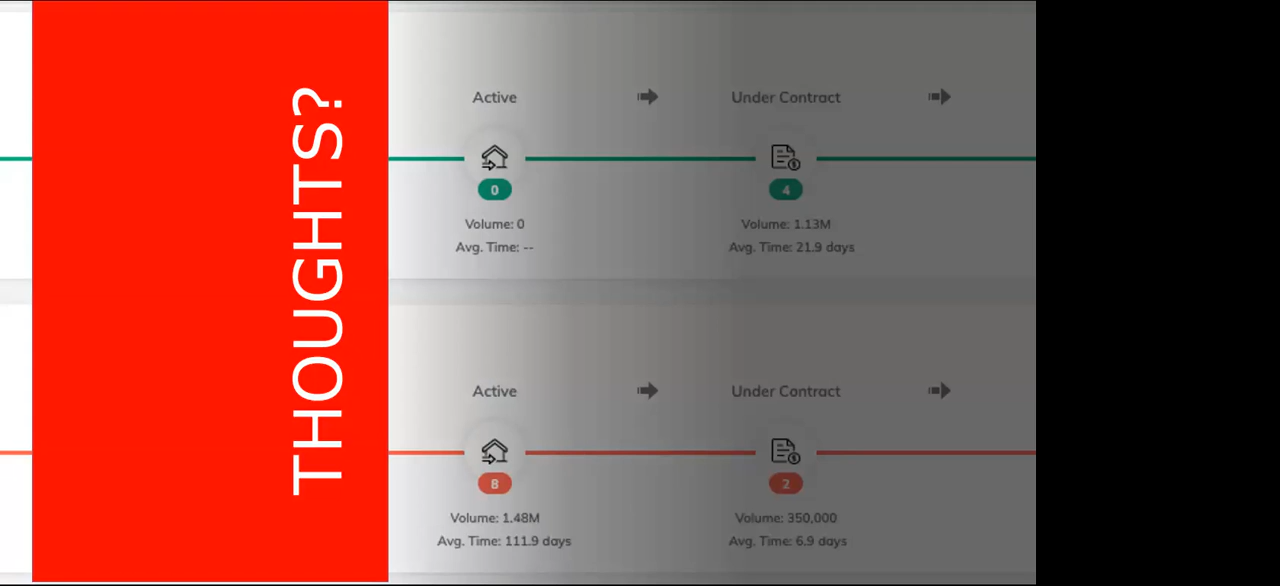 THOUGHTS?
Active
Under Contract
0
4
Volume: 0
Volume: 1.13M
Avg. Time: --
Avg. Time: 21.9 days
Active
Under Contract
8
2
Volume: 1.48M
Volume: 350,000
Avg. Time: 111.9 days
Avg. Time: 6.9 days